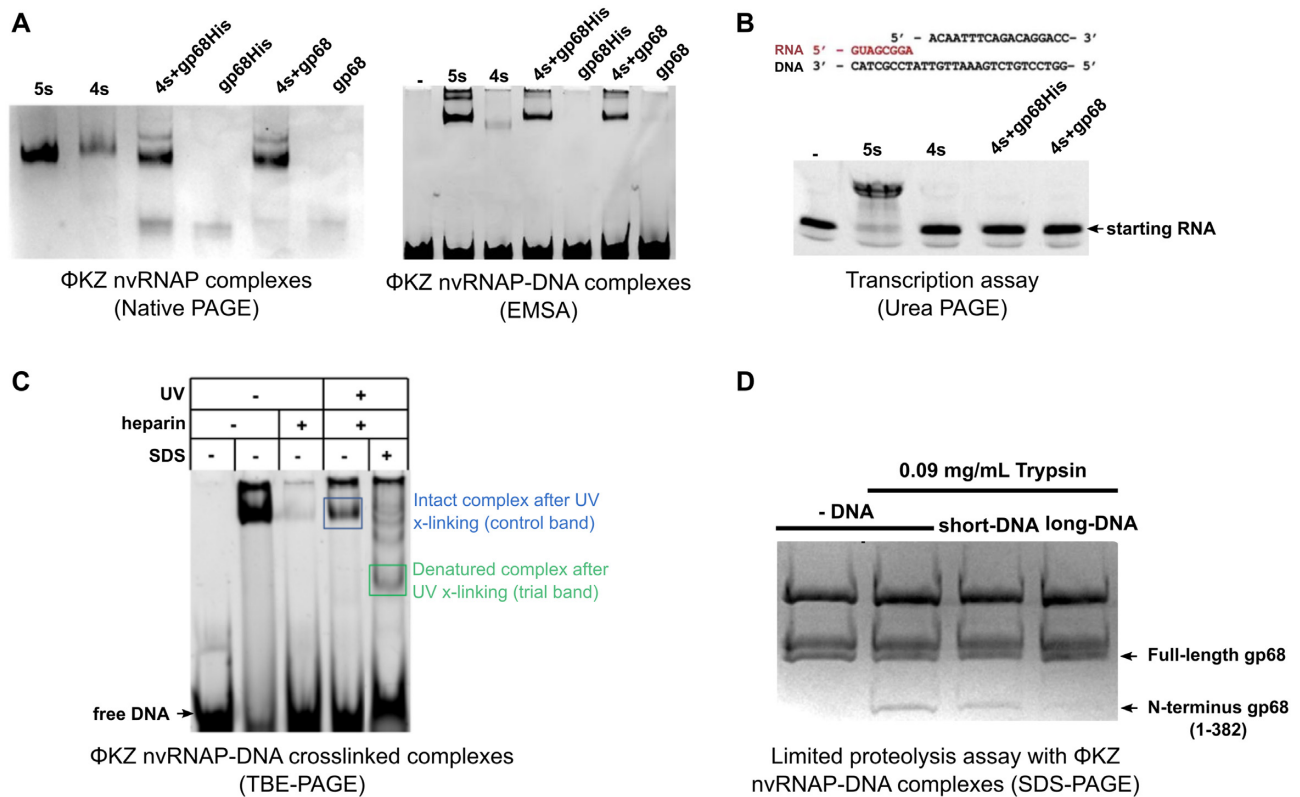 A
5s
4s
4s+gp68His
gp68His
4s+gp68
gp68
ΦKZ nvRNAP complexes
(Native PAGE)
-
5s
4s
4s+gp68His
gp68His
4s+gp68
gp68
ΦKZ nvRNAP-DNA complexes
(EMSA)
B
5' - ACAATTTCAGACAGGACC- 3'
RNA 5' - GUAGCGGA
DNA 3' - CATCGCCTATTGTTAAAGTCTGTCCTGG- 5'
-
5s
4s
4s+gp68His
4s+gp68
starting RNA
Transcription assay
(Urea PAGE)
C
UV - +
heparin - + +
SDS - - - - +
Intact complex after UV
x-linking (control band)
Denatured complex after
UV x-linking (trial band)
free DNA
ΦKZ nvRNAP-DNA crosslinked complexes
(TBE-PAGE)
D
0.09 mg/mL Trypsin
- DNA short-DNA long-DNA
Full-length gp68
N-terminus gp68
(1-382)
Limited proteolysis assay with ΦKZ
nvRNAP-DNA complexes (SDS-PAGE)